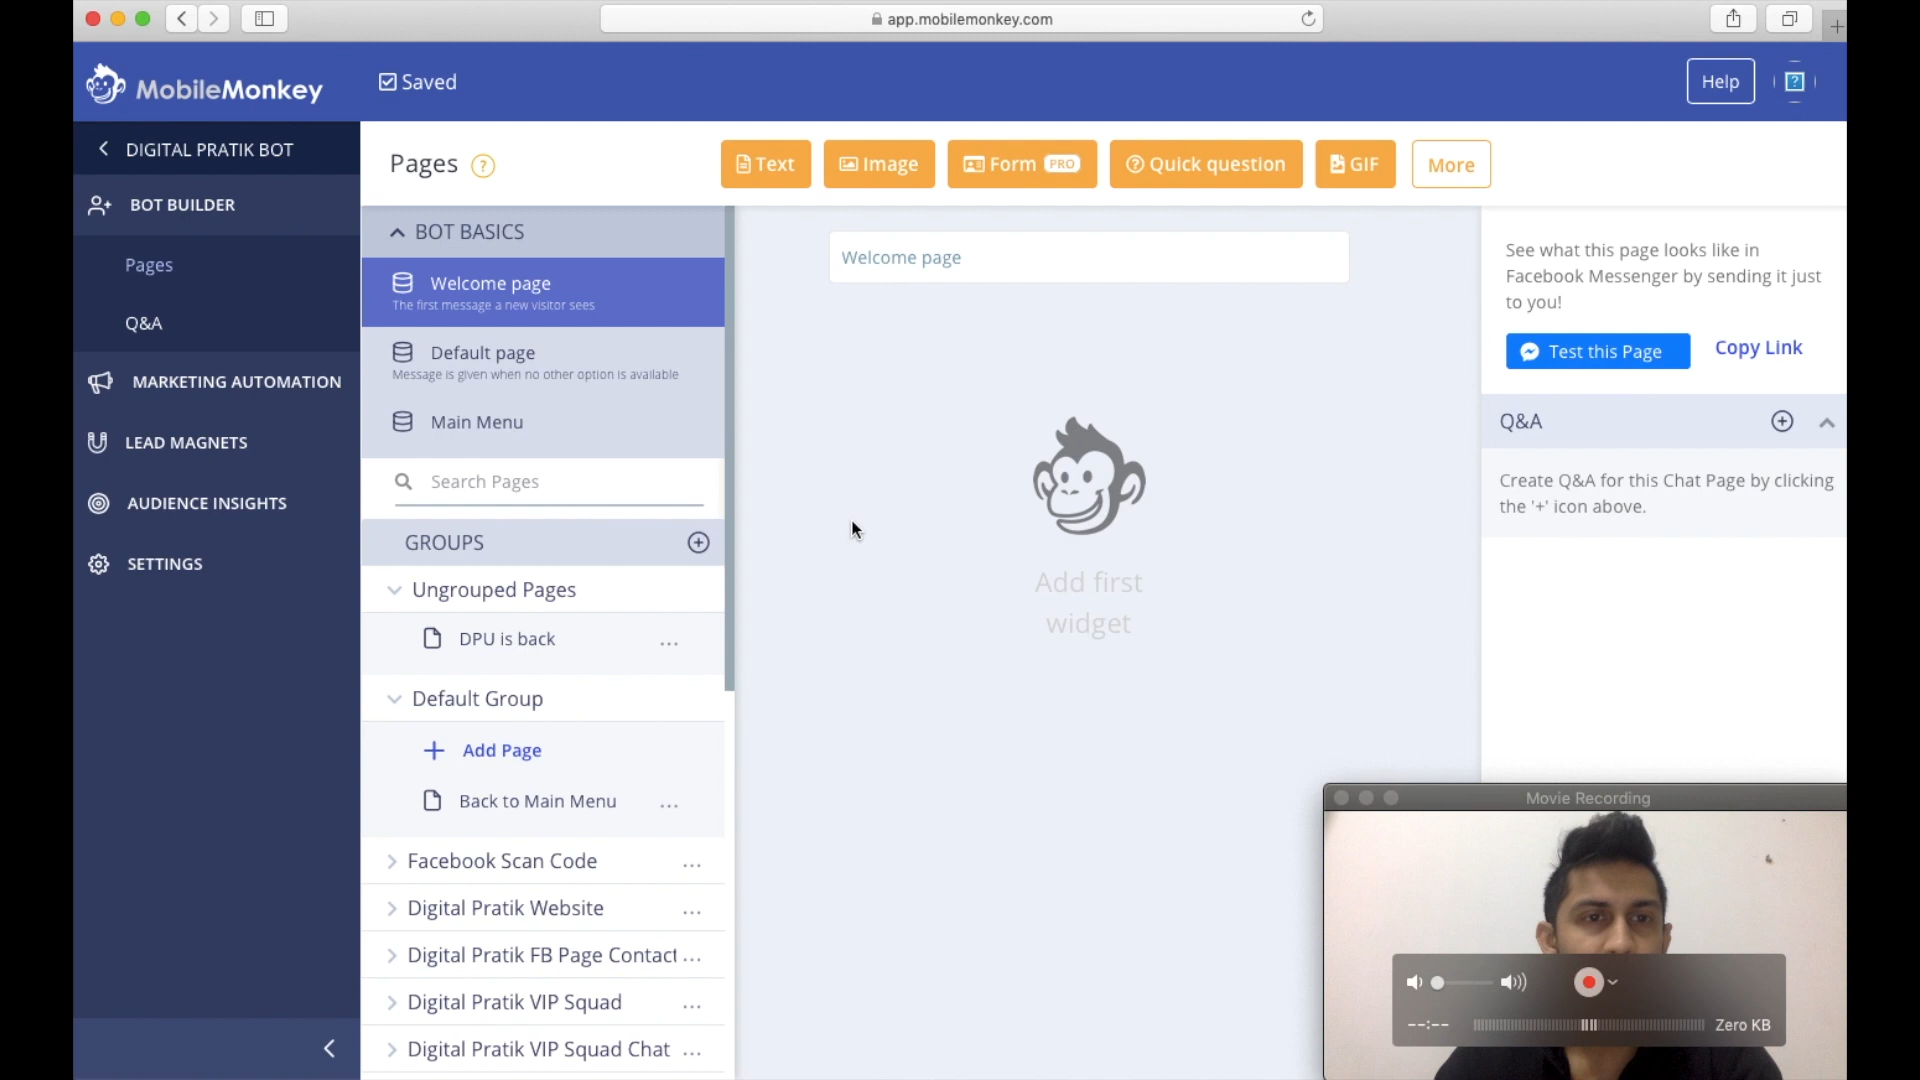 app.mobilemonkey.com
MobileMonkey
Saved
Help
DIGITAL PRATIK BOT
BOT BUILDER
Pages
Q&A
MARKETING AUTOMATION
LEAD MAGNETS
AUDIENCE INSIGHTS
SETTINGS
Pages ?
Text
Image
Form PRO
Quick question
GIF
More
BOT BASICS
Welcome page
The first message a new visitor sees
Default page
Message is given when no other option is available
Main Menu
Search Pages
GROUPS
Ungrouped Pages
DPU is back
...
Default Group
Add Page
Back to Main Menu
...
Facebook Scan Code ...
Digital Pratik Website ...
Digital Pratik FB Page Contact ...
Digital Pratik VIP Squad ...
Digital Pratik VIP Squad Chat ...
Welcome page
Add first
widget
See what this page looks like in
Facebook Messenger by sending it just
to you!
Test this Page
Copy Link
Q&A
Create Q&A for this Chat Page by clicking
the '+' icon above.
Movie Recording
--:--
Zero KB